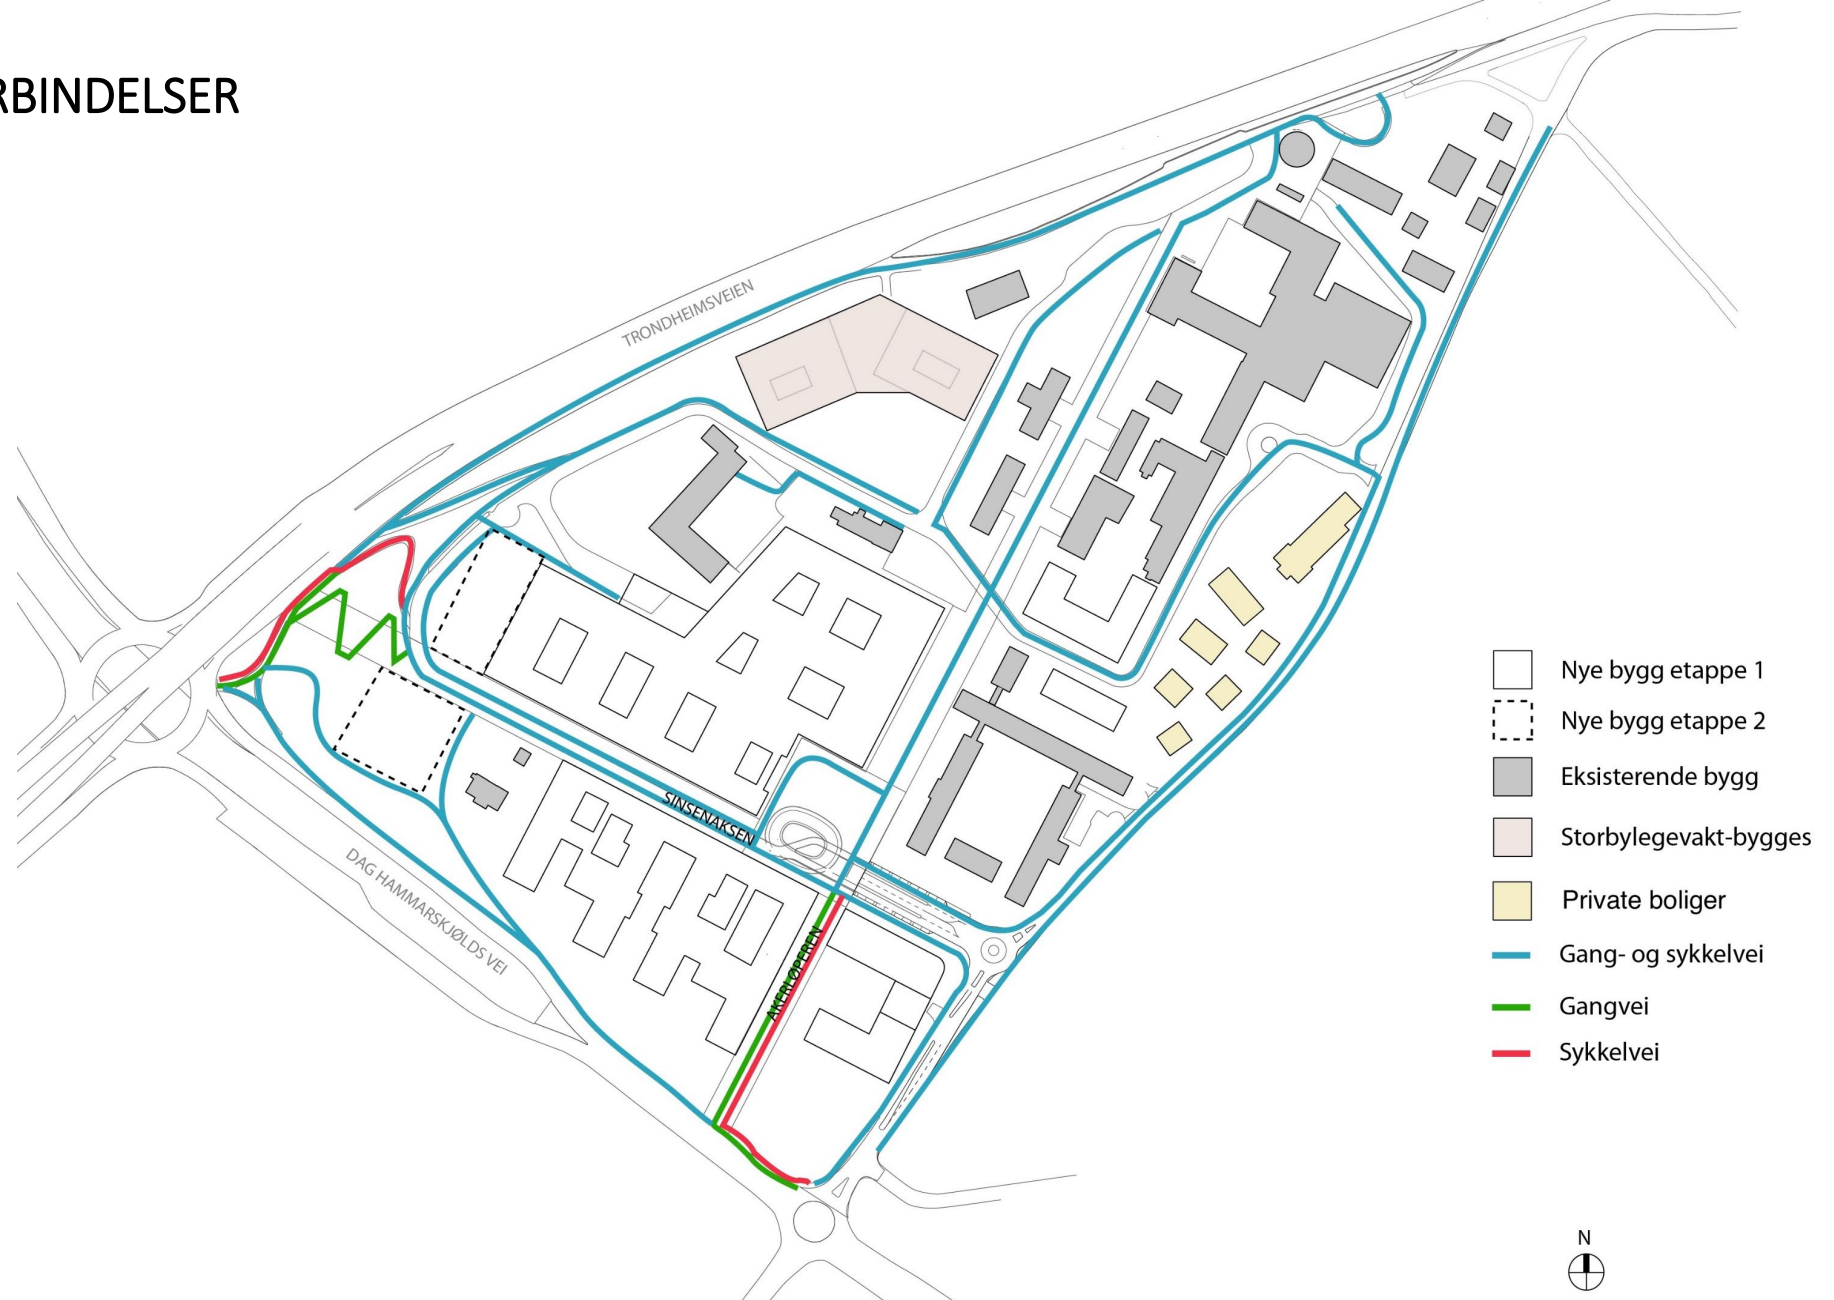 RBINDELSER
TRONDHEIMSVEIEN
SINSENAKSEN
DAG HAMMARSKJØLDS VEI
AKERLØPEREN
Nye bygg etappe 1
Nye bygg etappe 2
Eksisterende bygg
Storbylegevakt-bygges
Private boliger
Gang- og sykkelvei
Gangvei
Sykkelvei
N